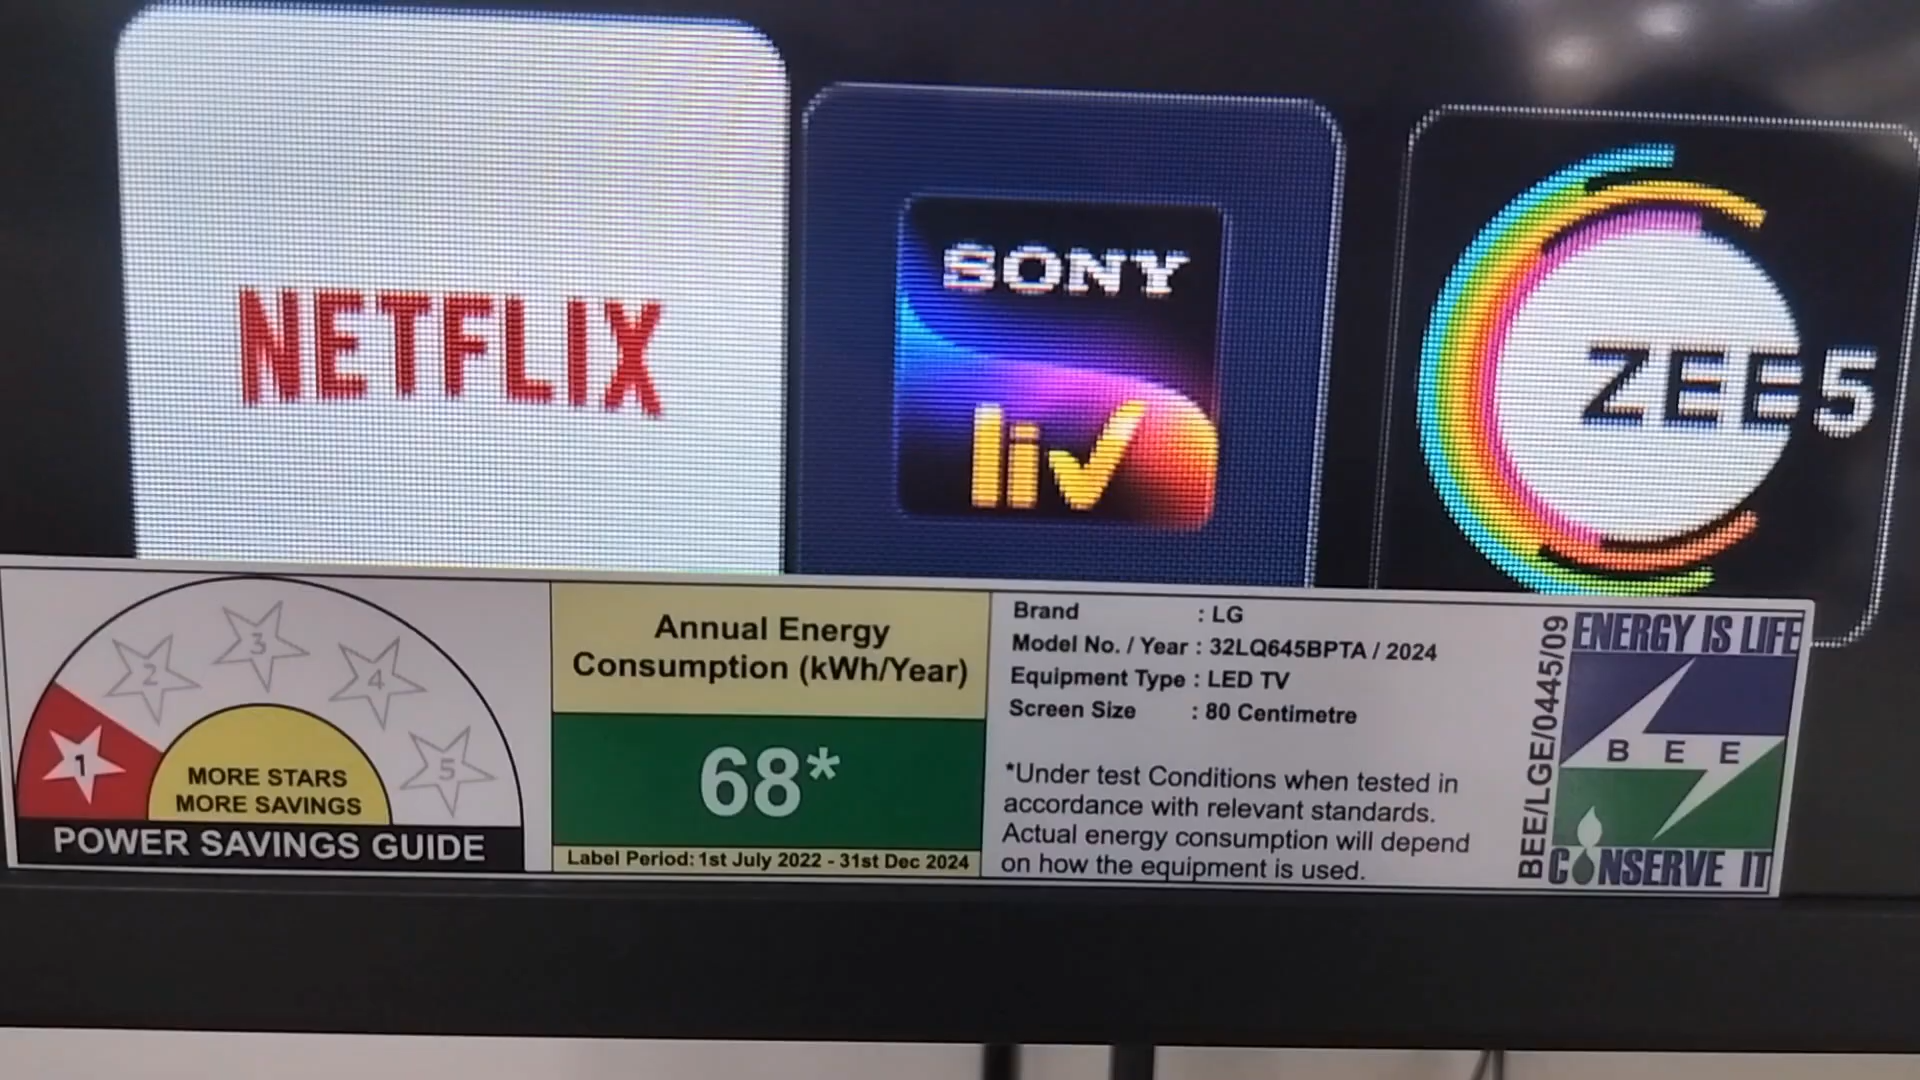 NETFLIX
SONY
liv
ZEE5
1
2
3
4
5
MORE STARS
MORE SAVINGS
POWER SAVINGS GUIDE
Annual Energy
Consumption (kWh/Year)
68*
Label Period: 1st July 2022 - 31st Dec 2024
Brand : LG
Model No. / Year : 32LQ645BPTA / 2024
Equipment Type : LED TV
Screen Size : 80 Centimetre
*Under test Conditions when tested in
accordance with relevant standards.
Actual energy consumption will depend
on how the equipment is used.
BEE/LGE/0445/09
ENERGY IS LIFE
BEE
CONSERVE IT